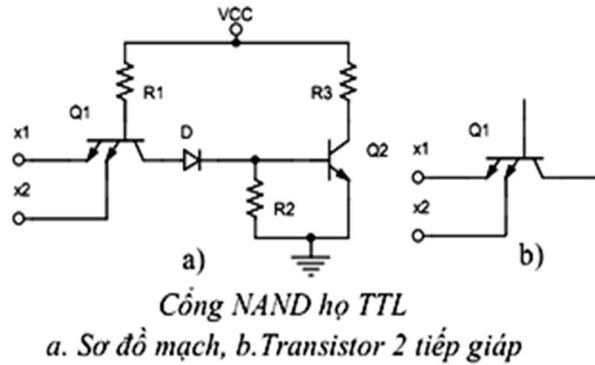 VCC
R1
R3
Q1
x1
D
Q2
x2
R2
a)
Q1
x1
x2
b)
Cổng NAND họ TTL
a. Sơ đồ mạch, b.Transistor 2 tiếp giáp